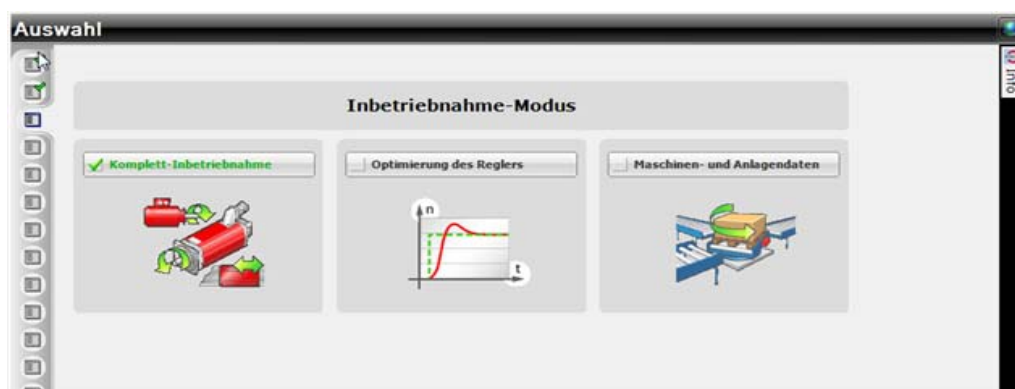 Auswahl
Info
Inbetriebnahme-Modus
Komplett-Inbetriebnahme
Optimierung des Reglers
Maschinen- und Anlagendaten
n
t